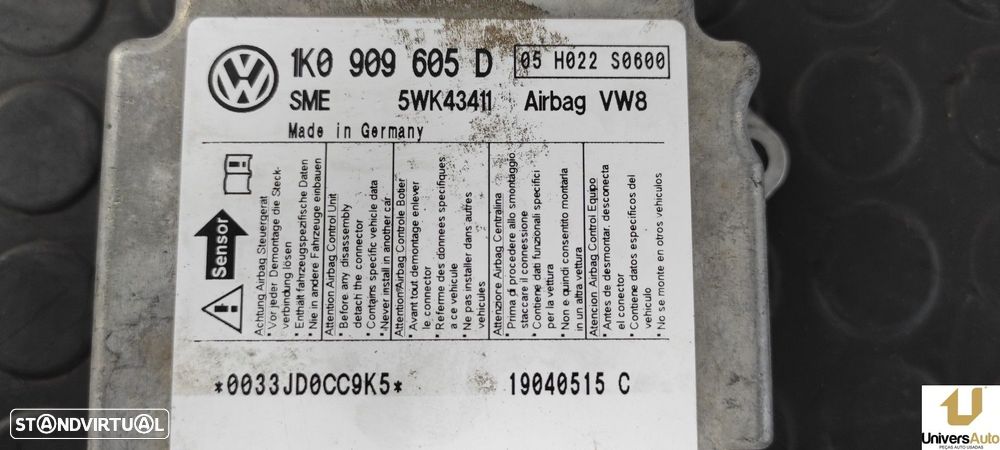 VW
1K0 909 605 D
05 H022 S0600
SME 5WK43411 Airbag VW8
Made in Germany
Sensor
Achtung Airbag Steuergerät
* Vor jeder Demontage die Steck-
verbindung lösen
* Enthält fahrzeugspezifische Daten
* Nie in andere Fahrzeuge einbauen
Attention Airbag Control Unit
* Before any disassembly
detach the connector
* Contains specific vehicle data
* Never install in another car
Attention/Airbag Controle Boitier
* Avant tout demontage enlever
le connector
* Referme des donnees specifiques
a ce vehicule
* Ne pas installer dans autres
vehicules
Attenzione Airbag Centralina
* Prima di procedere allo smontaggio
staccare il connessione
* Contiene dati funzionali specifici
per la vettura
* Non e quindi consentito montarla
in un altra vettura
Atencion Airbag Control Equipo
* Antes de desmontar, desconecta
el conector
* Contiene datos especificos del
vehiculo
* No se monte en otros vehiculos
*0033JD0CC9K5*
19040515 C
STANDVIRTUAL
UniversAuto
PEÇAS AUTO USADAS